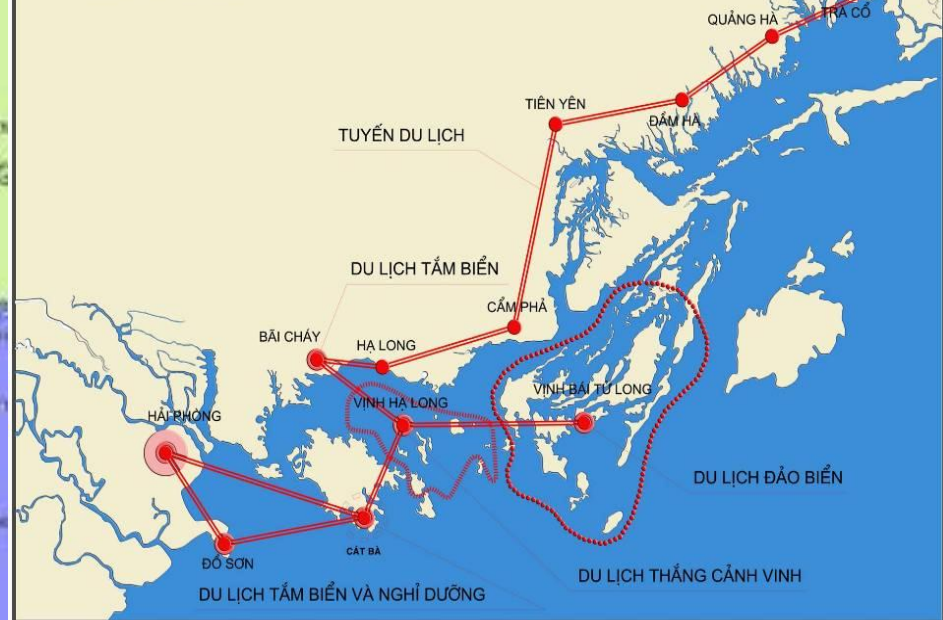 QUẢNG HÀ
TRÀ CỔ
TIÊN YÊN
ĐẦM HÀ
TUYẾN DU LỊCH
DU LỊCH TẮM BIỂN
CẨM PHẢ
BÃI CHÁY
HẠ LONG
VỊNH BÁI TỬ LONG
VỊNH HẠ LONG
HẢI PHÒNG
DU LỊCH ĐẢO BIỂN
CÁT BÀ
ĐỒ SƠN
DU LỊCH THẮNG CẢNH VINH
DU LỊCH TẮM BIỂN VÀ NGHỈ DƯỠNG